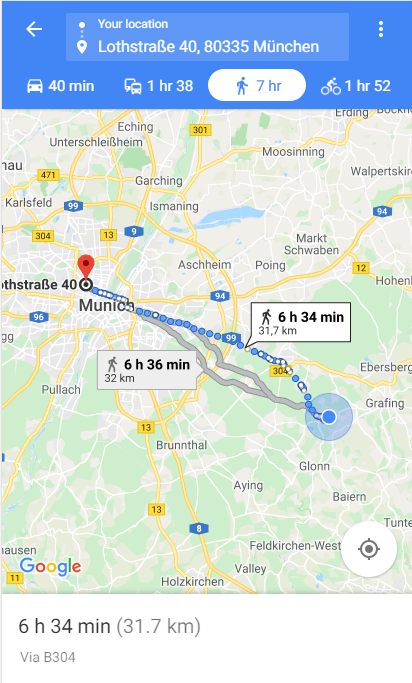 Your location
Lothstraße 40, 80335 München
40 min
1 hr 38
7 hr
1 hr 52
Erding
Buch
Eching
301
Unterschleißheim
Moosinning
nau
Walpertskirchen
471
Garching
Karlsfeld
99
Ismaning
94
304
13
9
Markt
Schwaben
Aschheim
Poing
12
othstraße 40
Hohenl
94
Munich
6 h 34 min
31,7 km
96
99
6 h 36 min
32 km
304
Ebersberg
Pullach
Grafing
Brunnthal
Glonn
Aying
Baiern
13
8
Feldkirchen-West
Valley
ausen
Google
11
Holzkirchen
6 h 34 min (31.7 km)
Via B304